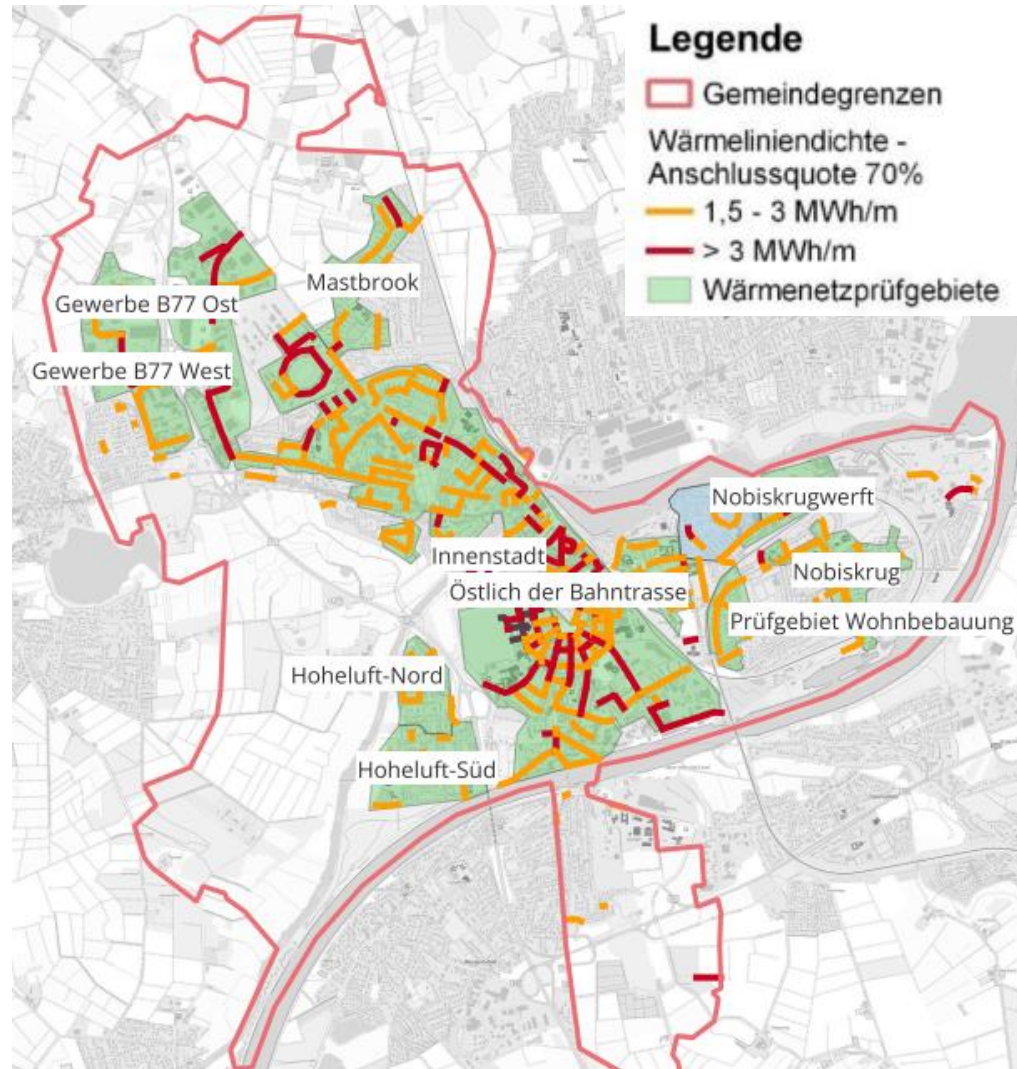 Legende
Gemeindegrenzen
Wärmeliniendichte -
Anschlussquote 70%
1,5 - 3 MWh/m
> 3 MWh/m
Wärmenetzprüfgebiete
Mastbrook
Gewerbe B77 Ost
Gewerbe B77 West
Nobiskrugwerft
Innenstadt
Nobiskrug
Östlich der Bahntrasse
Prüfgebiet Wohnbebauung
Hoheluft-Nord
Hoheluft-Süd